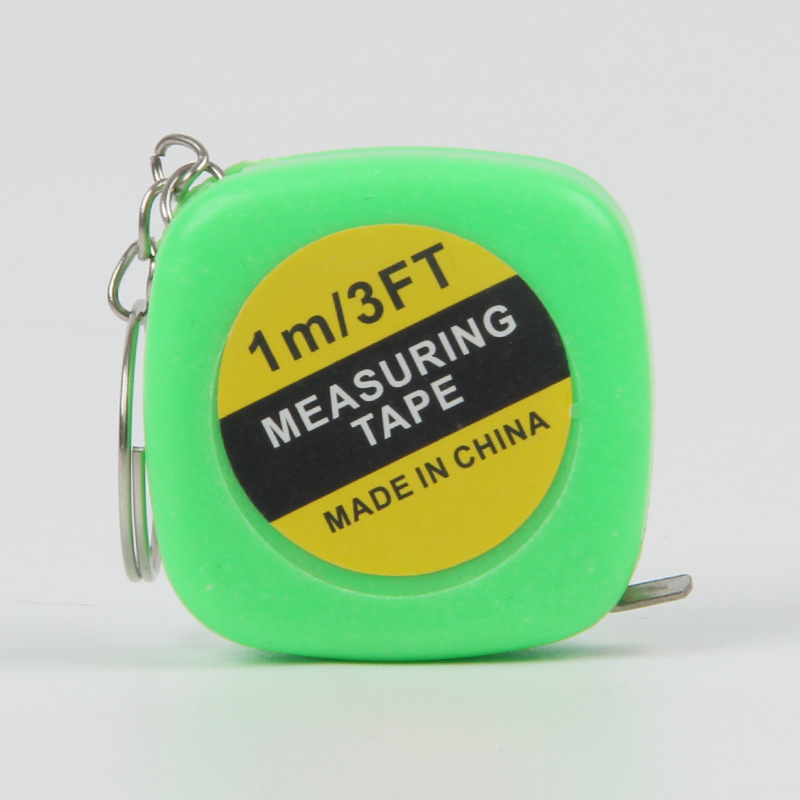 1m/3FT
MEASURING
TAPE
MADE IN CHINA